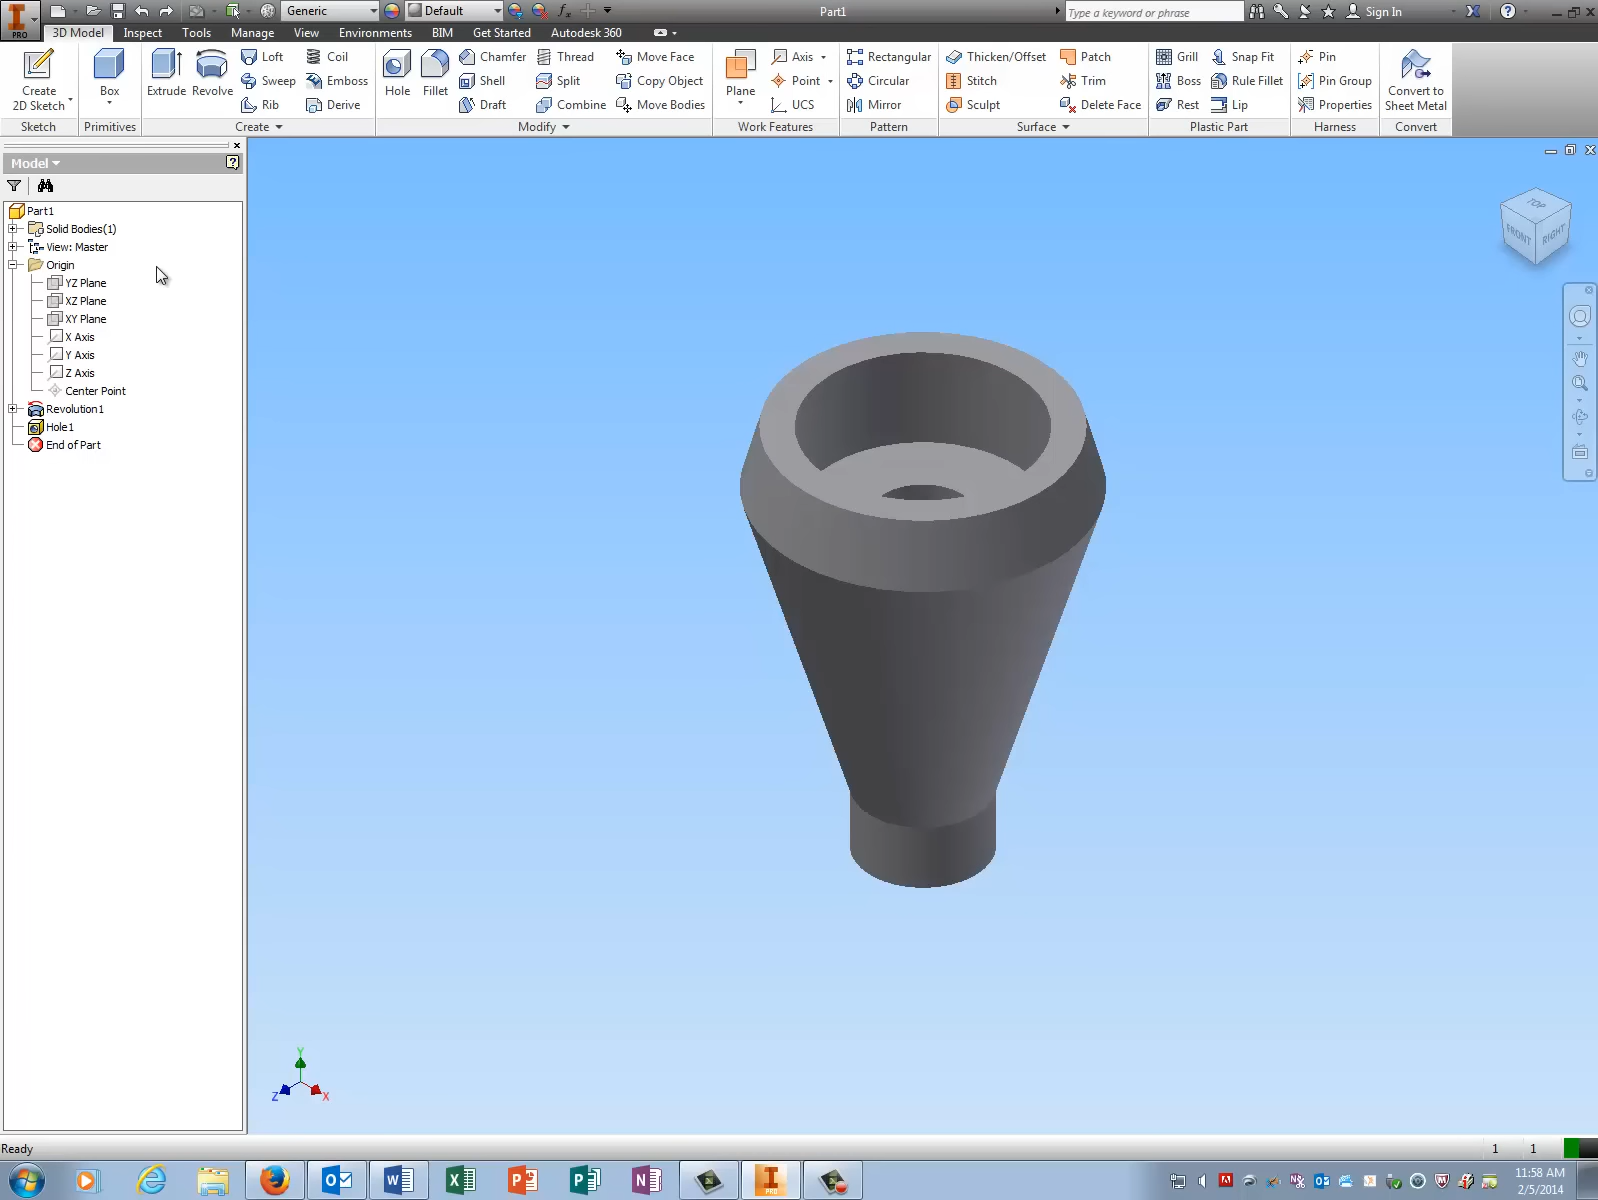 Generic
Default
Part1
Type a keyword or phrase
Sign In
PRO
3D Model
Inspect
Tools
Manage
View
Environments
BIM
Get Started
Autodesk 360
Create
2D Sketch
Box
Extrude
Revolve
Loft
Sweep
Rib
Coil
Emboss
Derive
Hole
Fillet
Chamfer
Shell
Draft
Thread
Split
Combine
Move Face
Copy Object
Move Bodies
Plane
Axis
Point
UCS
Rectangular
Circular
Mirror
Thicken/Offset
Stitch
Sculpt
Patch
Trim
Delete Face
Grill
Boss
Rest
Snap Fit
Rule Fillet
Lip
Pin
Pin Group
Properties
Convert to
Sheet Metal
Sketch
Primitives
Create
Modify
Work Features
Pattern
Surface
Plastic Part
Harness
Convert
Model
Part1
Solid Bodies(1)
View: Master
Origin
YZ Plane
XZ Plane
XY Plane
X Axis
Y Axis
Z Axis
Center Point
Revolution1
Hole1
End of Part
TOP
FRONT
RIGHT
Y
Z
X
Ready
1
1
PRO
11:58 AM
2/5/2014